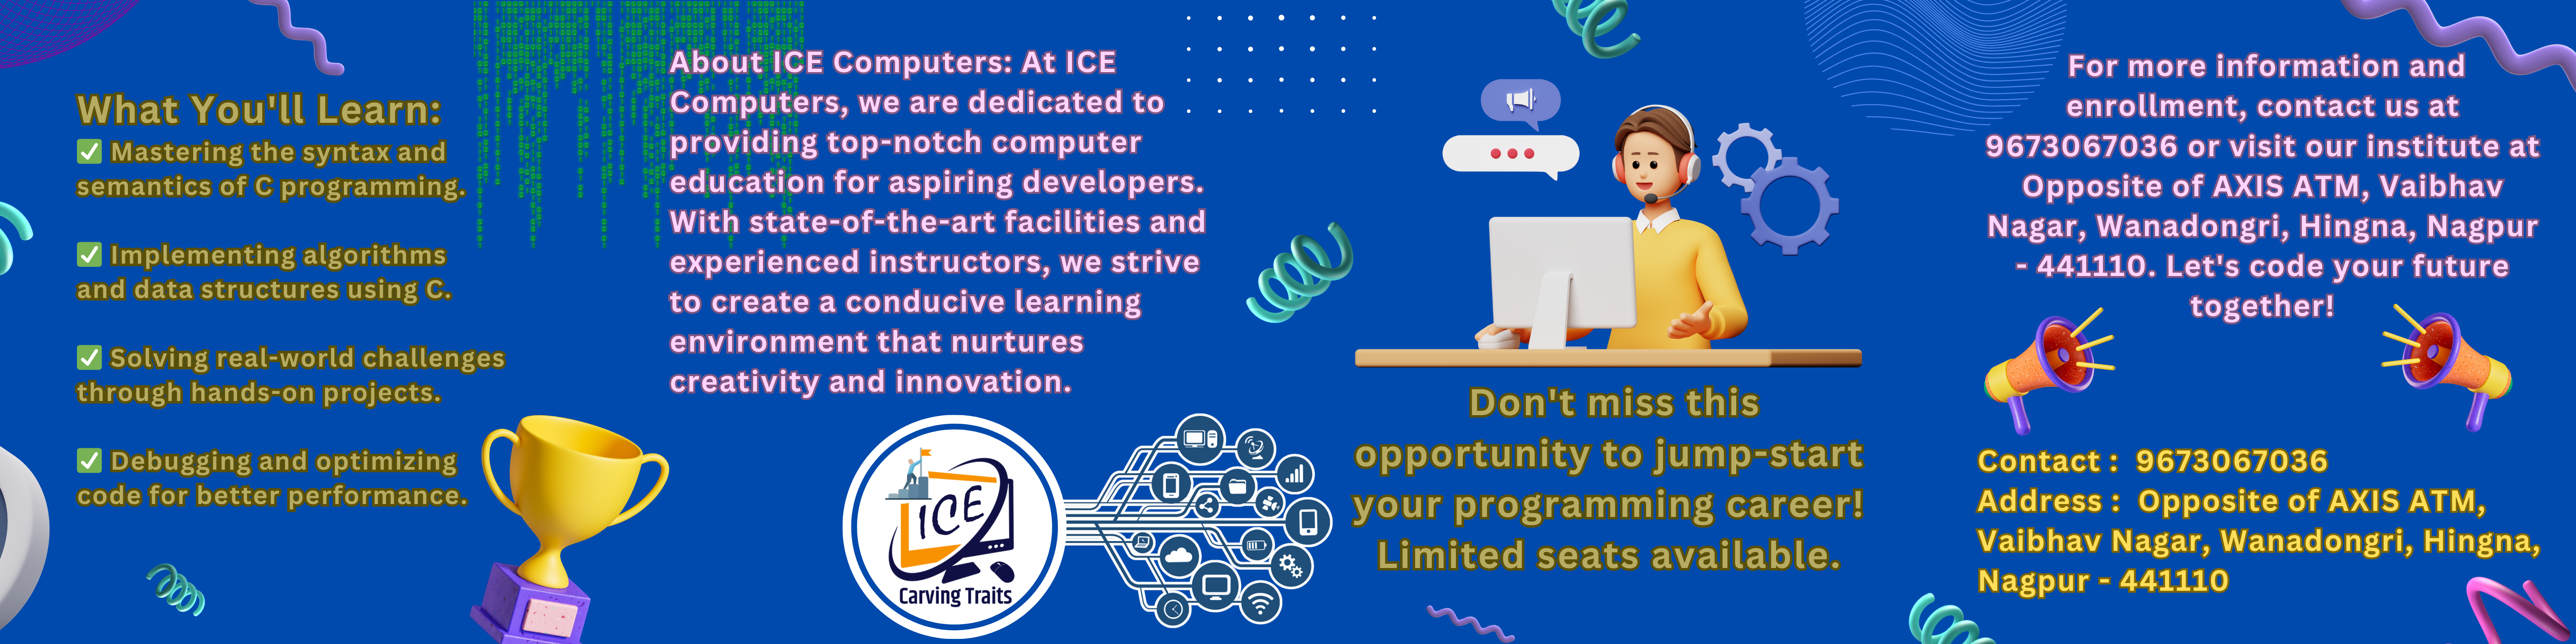 What You'll Learn:
✅ Mastering the syntax and
semantics of C programming.
✅ Implementing algorithms
and data structures using C.
✅ Solving real-world challenges
through hands-on projects.
✅ Debugging and optimizing
code for better performance.
About ICE Computers: At ICE
Computers, we are dedicated to
providing top-notch computer
education for aspiring developers.
With state-of-the-art facilities and
experienced instructors, we strive
to create a conducive learning
environment that nurtures
creativity and innovation.
ICE
Carving Traits
Don't miss this
opportunity to jump-start
your programming career!
Limited seats available.
For more information and
enrollment, contact us at
9673067036 or visit our institute at
Opposite of AXIS ATM, Vaibhav
Nagar, Wanadongri, Hingna, Nagpur
- 441110. Let's code your future
together!
Contact : 9673067036
Address : Opposite of AXIS ATM,
Vaibhav Nagar, Wanadongri, Hingna,
Nagpur - 441110